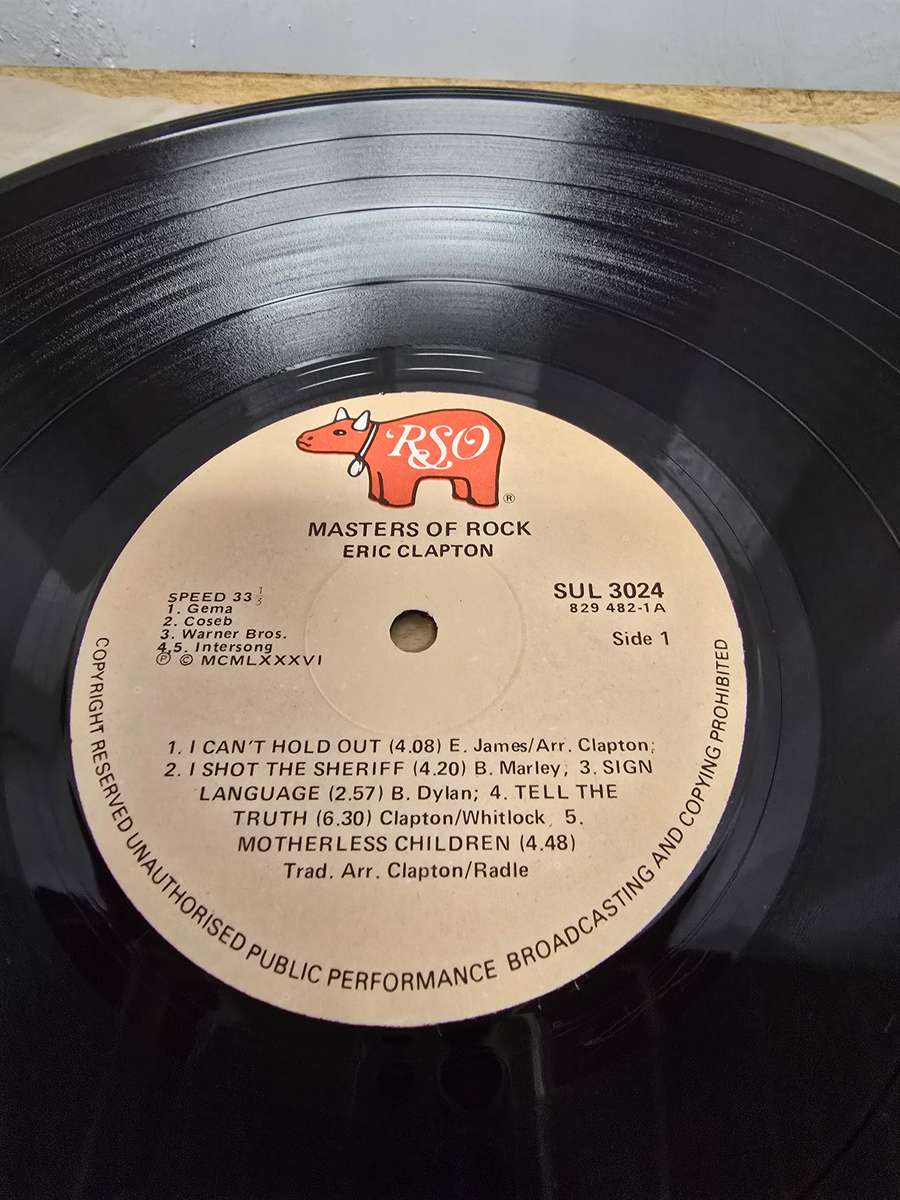 RSO
®
MASTERS OF ROCK
ERIC CLAPTON
SPEED 33 1/3
1. Gema
2. Coseb
3. Warner Bros.
4,5. Intersong
℗ © MCMLXXXVI
SUL 3024
829 482-1A
Side 1
1. I CAN'T HOLD OUT (4.08) E. James/Arr. Clapton;
2. I SHOT THE SHERIFF (4.20) B. Marley; 3. SIGN
LANGUAGE (2.57) B. Dylan; 4. TELL THE
TRUTH (6.30) Clapton/Whitlock. 5.
MOTHERLESS CHILDREN (4.48)
Trad. Arr. Clapton/Radle
COPYRIGHT RESERVED UNAUTHORISED PUBLIC PERFORMANCE BROADCASTING AND COPYING PROHIBITED